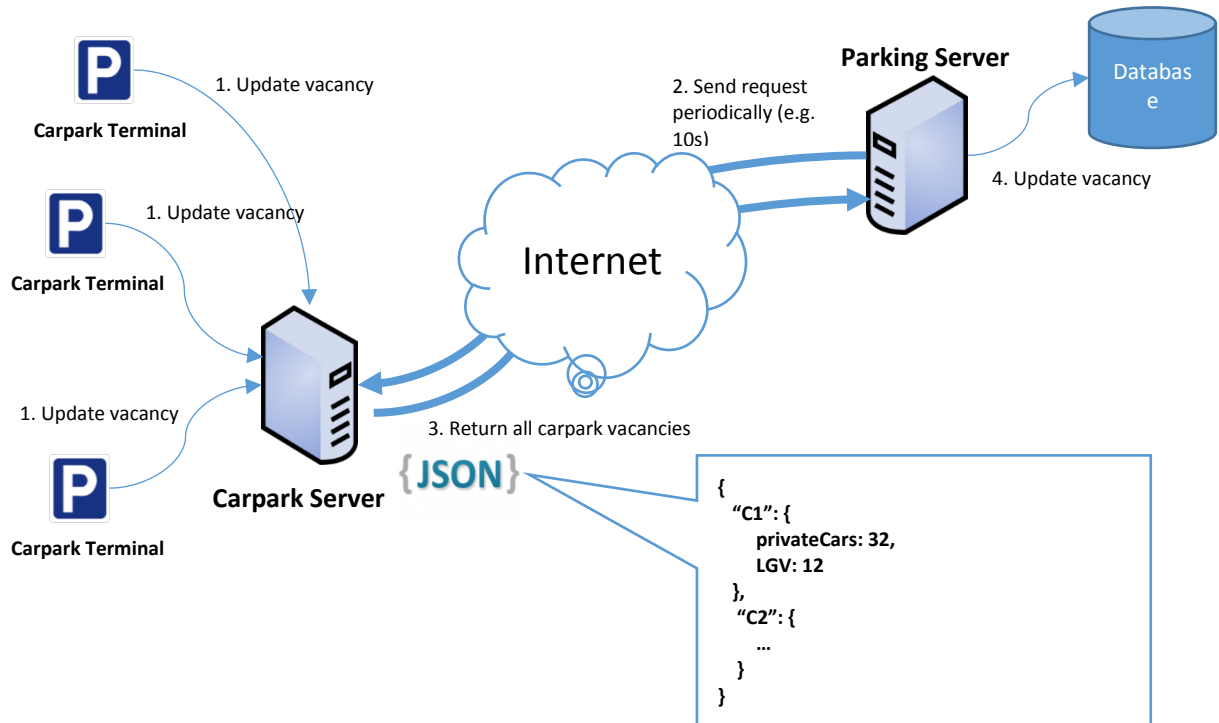 P
Carpark Terminal
1. Update vacancy
P
Carpark Terminal
1. Update vacancy
P
Carpark Terminal
1. Update vacancy
Carpark Server
Internet
2. Send request
periodically (e.g.
10s)
Parking Server
Databas
e
4. Update vacancy
3. Return all carpark vacancies
{JSON}
{
“C1”: {
privateCars: 32,
LGV: 12
},
“C2”: {
…
}
}